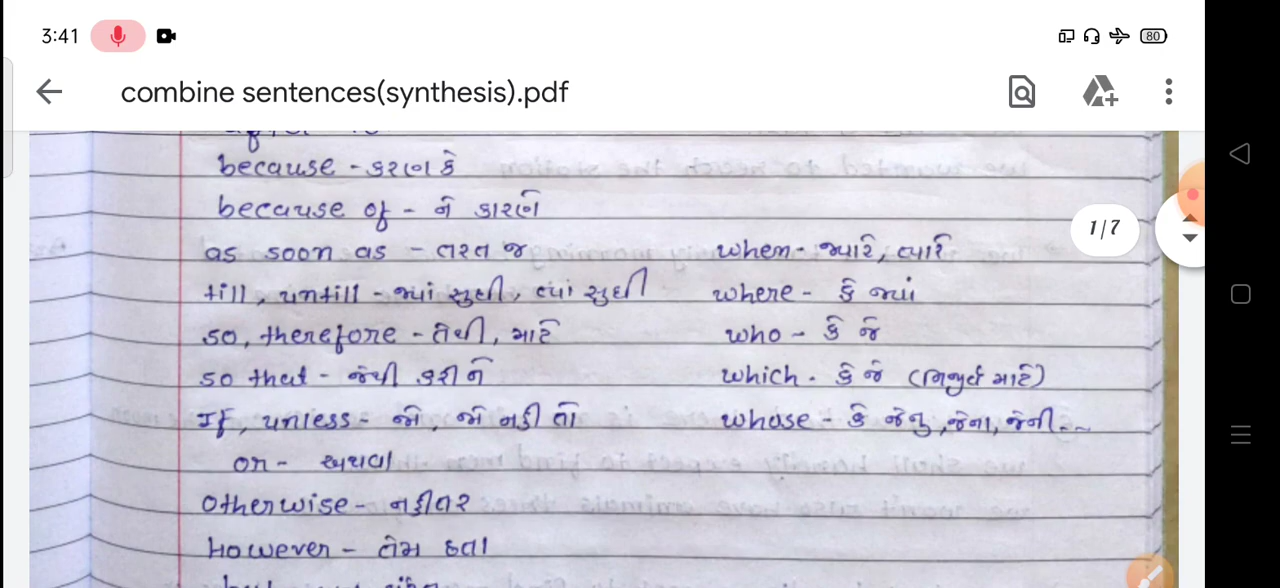 3:41
80
combine sentences(synthesis).pdf
1/7
because - કારણ કે
because of - ને કારણે
as soon as - તરત જ
when - જ્યારે, ત્યારે
till, untill - જ્યાં સુધી, ત્યાં સુધી
where - કે જ્યાં
so, therefore - તેથી, માટે
who - કે જે
so that - જેથી કરીને
which - કે જે (નિર્જીવ માટે)
If, unless - જો, જો નહીં તો
whose - કે જેનુ, જેના, જેની...
or - અથવા
otherwise - નહીંતર
However - તેમ છતાં